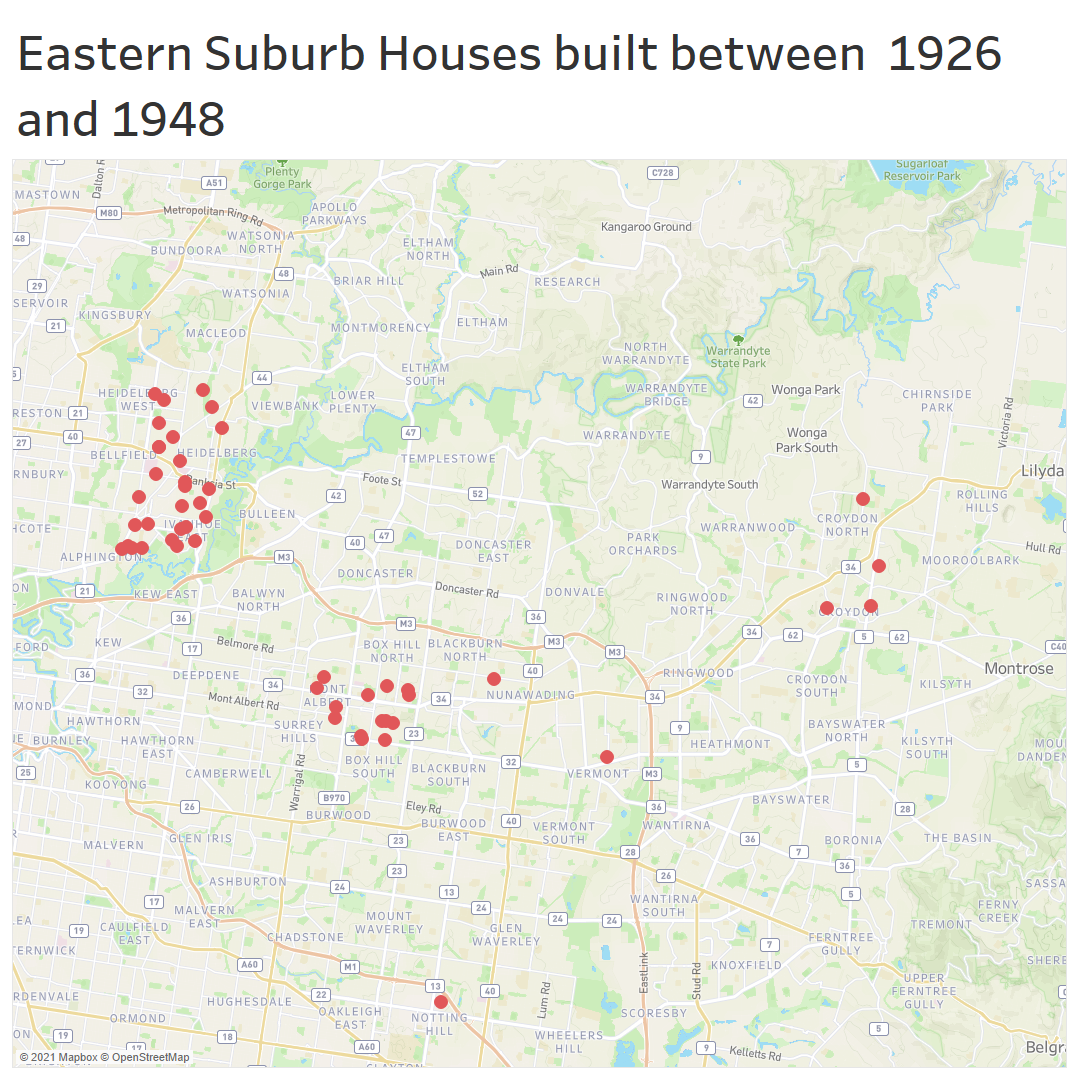 Eastern Suburb Houses built between 1926
and 1948
Sugarloaf
Reservoir Park
Plenty
Gorge Park
C728
A51
Dalton R
MASTOWN
M80
Metropolitan Ring Rd
APOLLO
PARKWAYS
Kangaroo Ground
48
WATSONIA
NORTH
BUNDOORA
ELTHAM
NORTH
48
Main Rd
RESEARCH
BRIAR HILL
29
WATSONIA
SERVOIR
KINGSBURY
21
MONTMORENCY
ELTHAM
MACLEOD
NORTH
WARRANDYTE
Warrandyte
State Park
ELTHAM
SOUTH
44
5
WARRANDYTE
BRIDGE
Wonga Park
42
CHIRNSIDE
PARK
HEIDELBERG
WEST
VIEWBANK
LOWER
PLENTY
RESTON
21
Victoria Rd
27
40
47
WARRANDYTE
Wonga
Park South
BELLFIELD
HEIDELBERG
TEMPLESTOWE
9
RNBURY
Lilyda
Banksia St
Foote St
Warrandyte South
42
52
ROLLING
HILLS
HCOTE
IVANHOE
EAST
BULLEEN
WARRANWOOD
CROYDON
NORTH
40
47
PARK
ORCHARDS
Hull Rd
ALPHINGTON
M3
DONCASTER
EAST
MOOROOLBARK
34
DONCASTER
ON
21
KEW EAST
BALWYN
NORTH
Doncaster Rd
DONVALE
RINGWOOD
NORTH
CROYDON
36
M3
36
34
62
5
62
FORD
KEW
17
Belmore Rd
BOX HILL
NORTH
BLACKBURN
NORTH
M3
M3
C40
36
DEEPDENE
34
40
RINGWOOD
Montrose
32
Mont Albert Rd
MONT
ALBERT
34
NUNAWADING
34
CROYDON
SOUTH
KILSYTH
MOND
HAWTHORN
SURREY
HILLS
23
9
BAYSWATER
NORTH
NE BURNLEY
HAWTHORN
EAST
HEATHMONT
KILSYTH
SOUTH
MOU
DANDEN
25
CAMBERWELL
BOX HILL
SOUTH
BLACKBURN
SOUTH
32
VERMONT
M3
5
KOOYONG
Warrigal Rd
B970
26
BURWOOD
Eley Rd
40
36
BAYSWATER
28
BURWOOD
EAST
VERMONT
SOUTH
WANTIRNA
MALVERN
GLEN IRIS
23
28
36
7
BORONIA
THE BASIN
23
26
36
ASHBURTON
24
13
5
SASSA
17
24
WANTIRNA
SOUTH
FERNY
CREEK
MALVERN
EAST
MOUNT
WAVERLEY
24
24
TREMONT
LEA
19
CAULFIELD
EAST
CHADSTONE
GLEN
WAVERLEY
7
FERNTREE
GULLY
TERNWICK
A60
M1
KNOXFIELD
SHERE
EastLink
Stud Rd
UPPER
FERNTREE
GULLY
RDENVALE
HUGHESDALE
22
13
40
Lum Rd
ORMOND
OAKLEIGH
EAST
NOTTING
HILL
SCORESBY
5
ON
19
18
WHEELERS
HILL
17
A60
9
Kelletts Rd
Belgr
© 2021 Mapbox © OpenStreetMap
CLAYTON